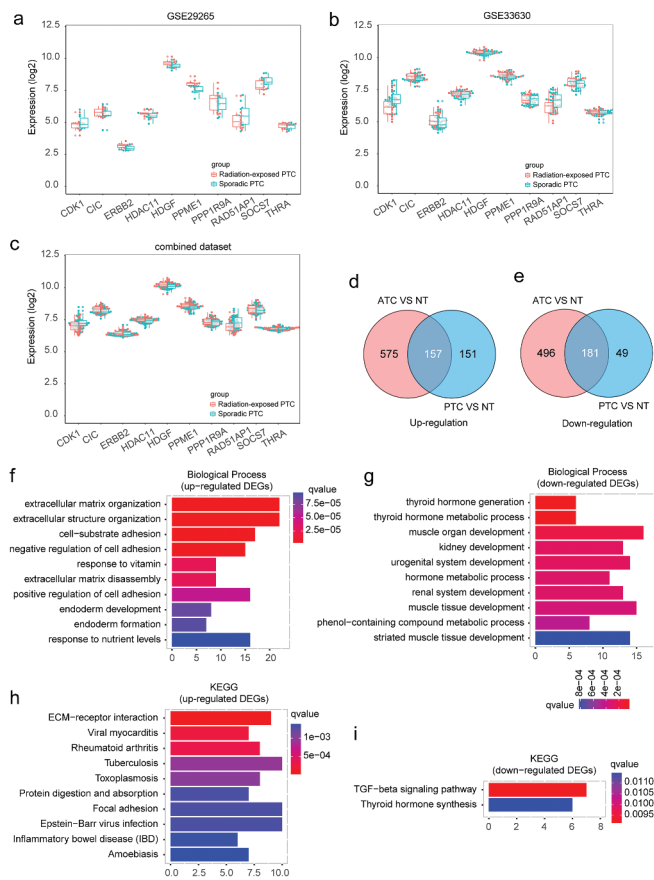 a
GSE29265
Expression (log2)
12.5
10.0
7.5
5.0
2.5
group
Radiation-exposed PTC
Sporadic PTC
CDK1
CIC
ERBB2
HDAC11
HDGF
PPME1
PPP1R9A
RAD51AP1
SOCS7
THRA
b
GSE33630
Expression (log2)
12.5
10.0
7.5
5.0
2.5
group
Radiation-exposed PTC
Sporadic PTC
CDK1
CIC
ERBB2
HDAC11
HDGF
PPME1
PPP1R9A
RAD51AP1
SOCS7
THRA
c
combined dataset
Expression (log2)
12.5
10.0
7.5
5.0
2.5
group
Radiation-exposed PTC
Sporadic PTC
CDK1
CIC
ERBB2
HDAC11
HDGF
PPME1
PPP1R9A
RAD51AP1
SOCS7
THRA
d
ATC VS NT
575
157
151
PTC VS NT
Up-regulation
e
ATC VS NT
496
181
49
PTC VS NT
Down-regulation
f
Biological Process
(up-regulated DEGs)
extracellular matrix organization
extracellular structure organization
cell-substrate adhesion
negative regulation of cell adhesion
response to vitamin
extracellular matrix disassembly
positive regulation of cell adhesion
endoderm development
endoderm formation
response to nutrient levels
0 5 10 15 20
qvalue
7.5e-05
5.0e-05
2.5e-05
g
Biological Process
(down-regulated DEGs)
thyroid hormone generation
thyroid hormone metabolic process
muscle organ development
kidney development
urogenital system development
hormone metabolic process
renal system development
muscle tissue development
phenol-containing compound metabolic process
striated muscle tissue development
0 5 10 15
qvalue
8e-04
6e-04
4e-04
2e-04
h
KEGG
(up-regulated DEGs)
ECM-receptor interaction
Viral myocarditis
Rheumatoid arthritis
Tuberculosis
Toxoplasmosis
Protein digestion and absorption
Focal adhesion
Epstein-Barr virus infection
Inflammatory bowel disease (IBD)
Amoebiasis
0.0 2.5 5.0 7.5 10.0
qvalue
1e-03
5e-04
i
KEGG
(down-regulated DEGs)
TGF-beta signaling pathway
Thyroid hormone synthesis
0 2 4 6 8
qvalue
0.0110
0.0105
0.0100
0.0095